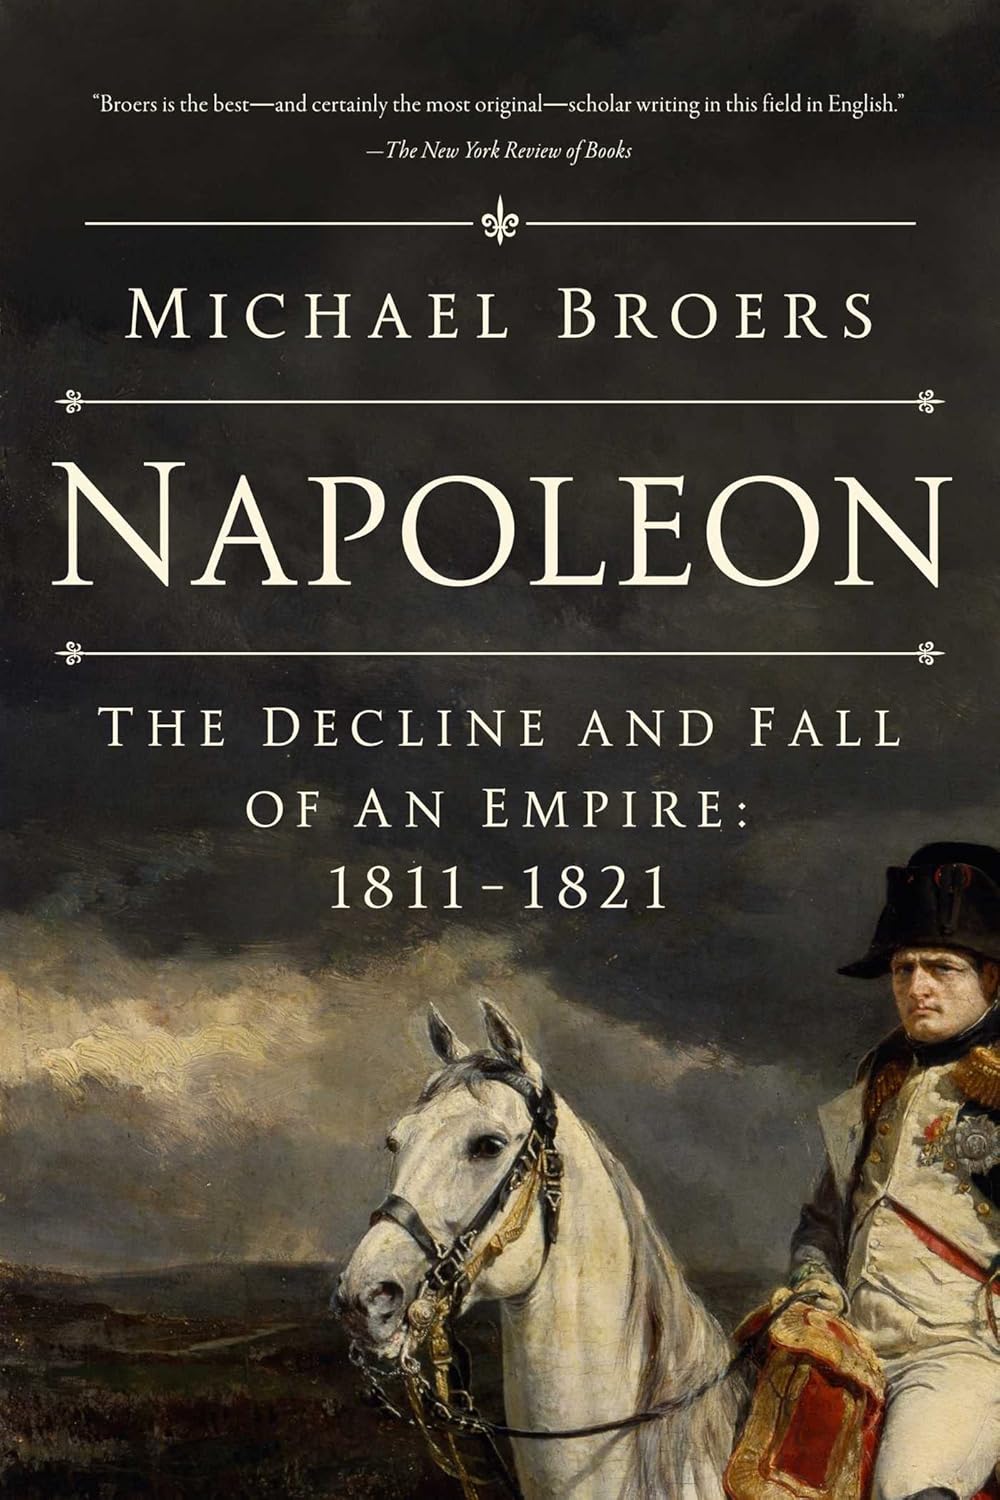 “Broers is the best—and certainly the most original—scholar writing in this field in English.”
—The New York Review of Books
MICHAEL BROERS
NAPOLEON
THE DECLINE AND FALL
OF AN EMPIRE:
1811–1821